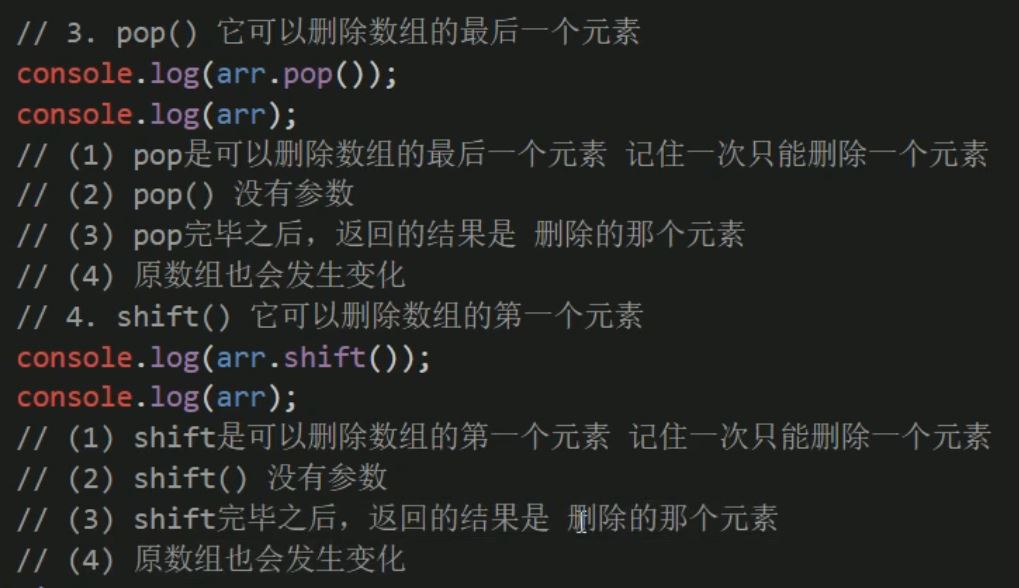 // 3. pop() 它可以删除数组的最后一个元素
console.log(arr.pop());
console.log(arr);
// (1) pop是可以删除数组的最后一个元素 记住一次只能删除一个元素
// (2) pop() 没有参数
// (3) pop完毕之后，返回的结果是 删除的那个元素
// (4) 原数组也会发生变化
// 4. shift() 它可以删除数组的第一个元素
console.log(arr.shift());
console.log(arr);
// (1) shift是可以删除数组的第一个元素 记住一次只能删除一个元素
// (2) shift() 没有参数
// (3) shift完毕之后，返回的结果是 删除的那个元素
// (4) 原数组也会发生变化